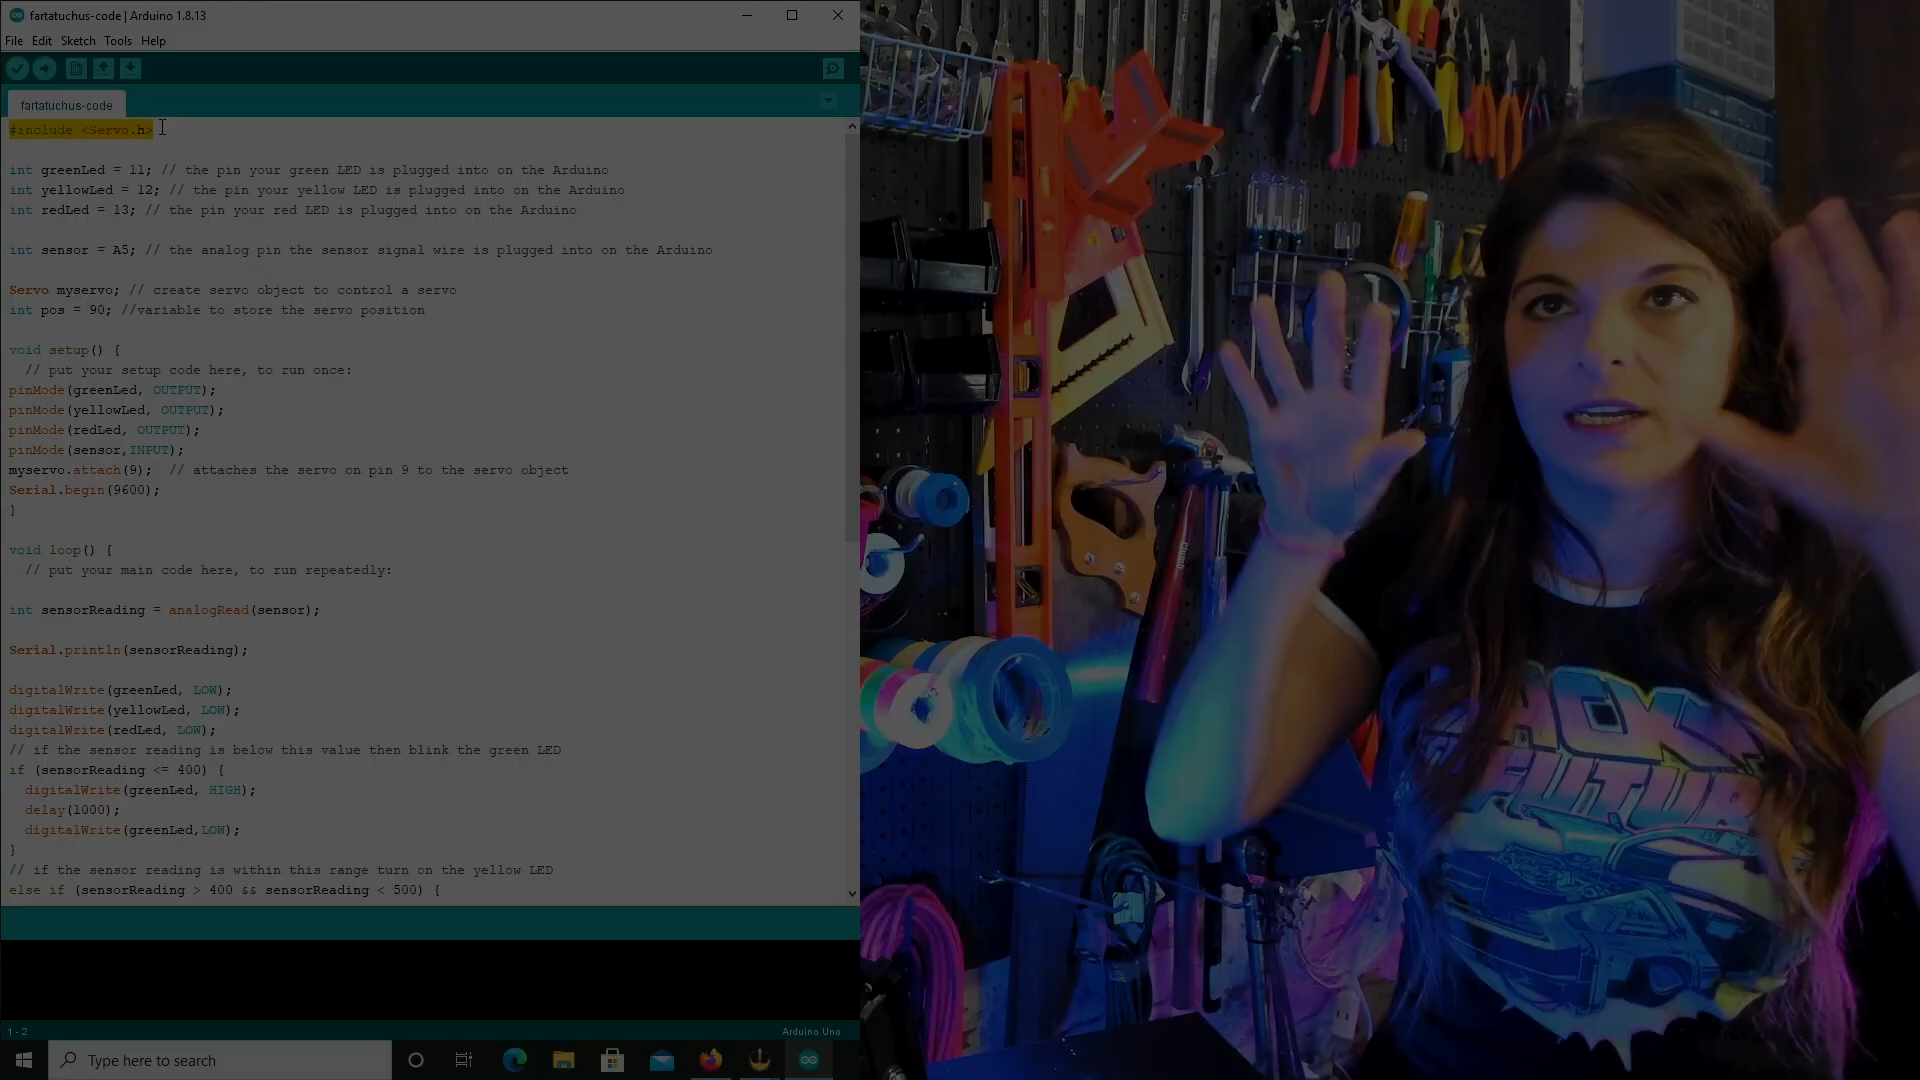 fartatuchus-code | Arduino 1.8.13
File Edit Sketch Tools Help
fartatuchus-code
#include <Servo.h>
int greenLed = 11; // the pin your green LED is plugged into on the Arduino
int yellowLed = 12; // the pin your yellow LED is plugged into on the Arduino
int redLed = 13; // the pin your red LED is plugged into on the Arduino
int sensor = A5; // the analog pin the sensor signal wire is plugged into on the Arduino
Servo myservo; // create servo object to control a servo
int pos = 90; //variable to store the servo position
void setup() {
// put your setup code here, to run once:
pinMode(greenLed, OUTPUT);
pinMode(yellowLed, OUTPUT);
pinMode(redLed, OUTPUT);
pinMode(sensor,INPUT);
myservo.attach(9); // attaches the servo on pin 9 to the servo object
Serial.begin(9600);
}
void loop() {
// put your main code here, to run repeatedly:
int sensorReading = analogRead(sensor);
Serial.println(sensorReading);
digitalWrite(greenLed, LOW);
digitalWrite(yellowLed, LOW);
digitalWrite(redLed, LOW);
// if the sensor reading is below this value then blink the green LED
if (sensorReading <= 400) {
digitalWrite(greenLed, HIGH);
delay(1000);
digitalWrite(greenLed,LOW);
}
// if the sensor reading is within this range turn on the yellow LED
else if (sensorReading > 400 && sensorReading < 500) {
1 - 2
Arduino Uno
Type here to search
HACK
FUTUR